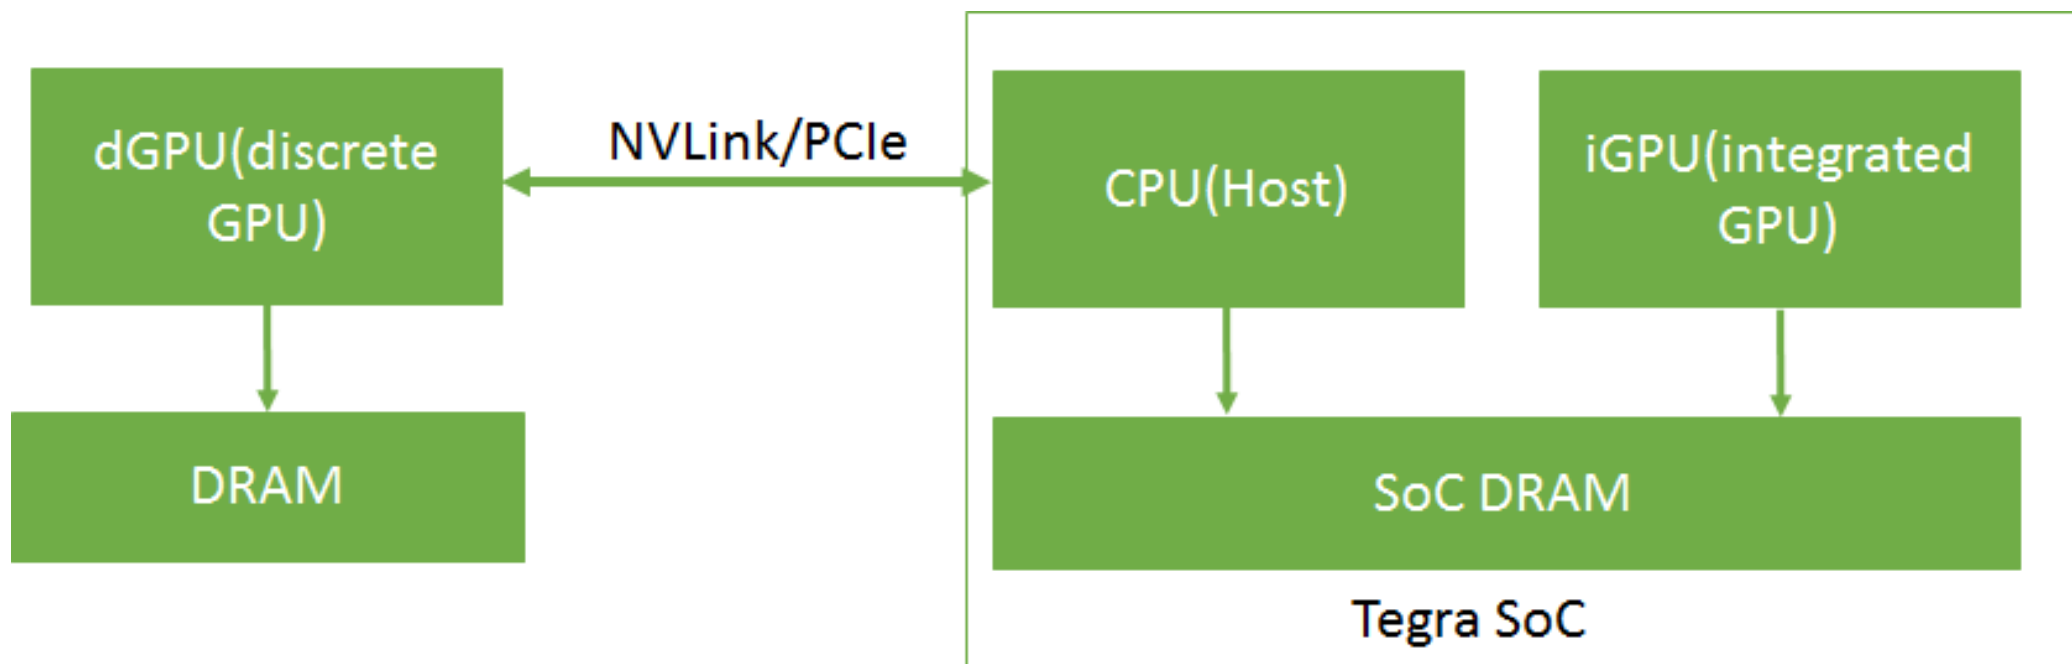 dGPU(discrete
GPU)
NVLink/PCIe
CPU(Host)
iGPU(integrated
GPU)
DRAM
SoC DRAM
Tegra SoC